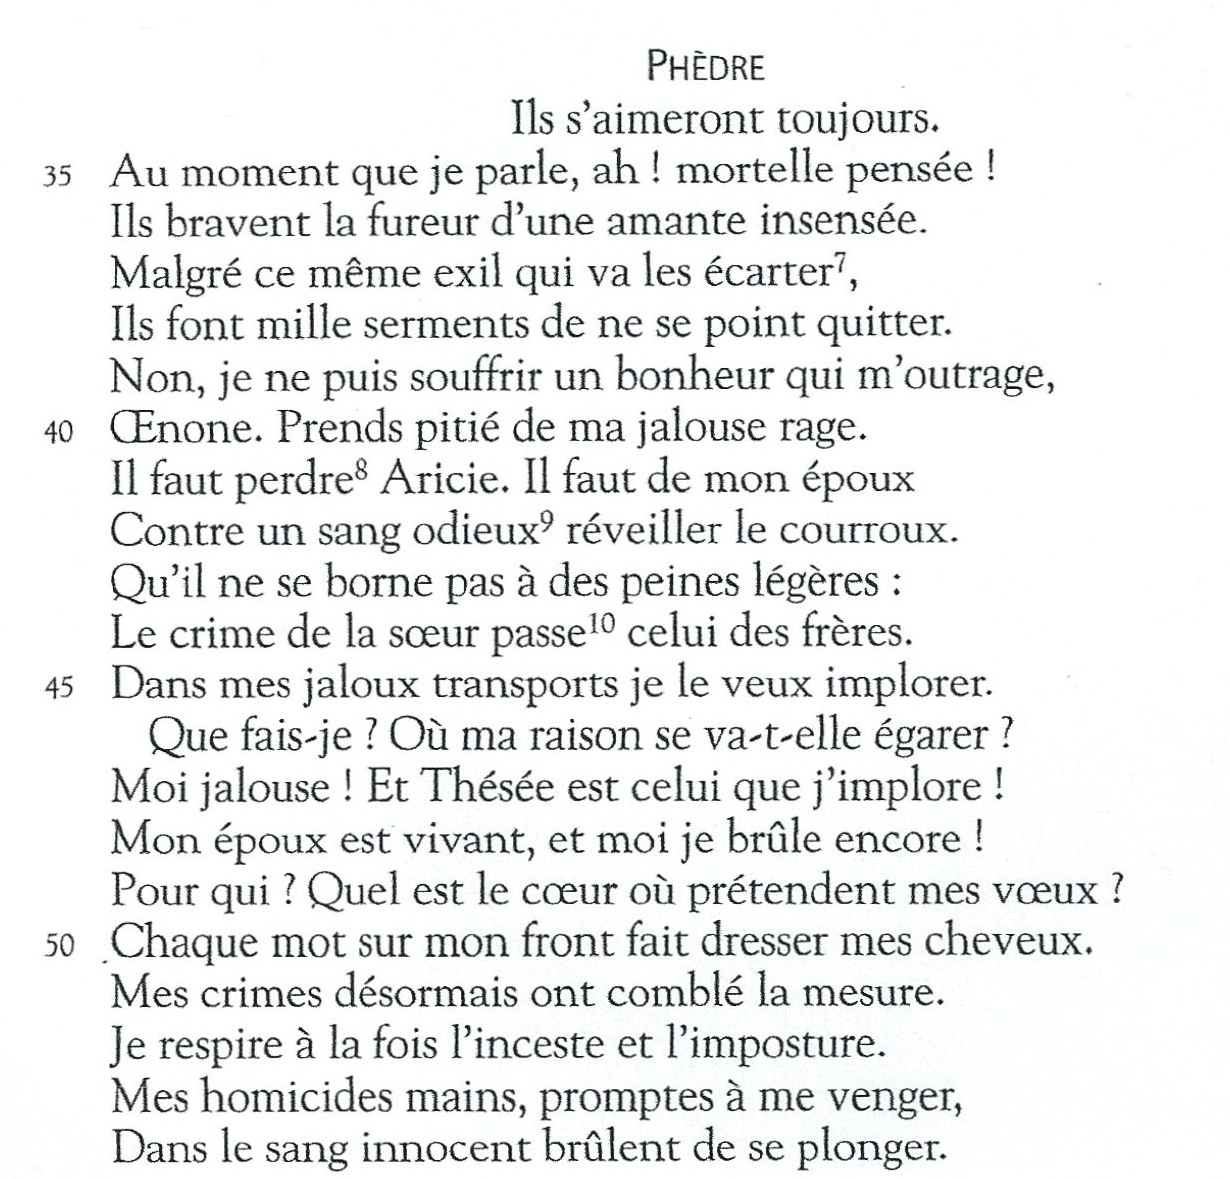 PHÈDRE
Ils s’aimeront toujours.
35 Au moment que je parle, ah ! mortelle pensée !
Ils bravent la fureur d’une amante insensée.
Malgré ce même exil qui va les écarter⁷,
Ils font mille serments de ne se point quitter.
Non, je ne puis souffrir un bonheur qui m’outrage,
40 Œnone. Prends pitié de ma jalouse rage.
Il faut perdre⁸ Aricie. Il faut de mon époux
Contre un sang odieux⁹ réveiller le courroux.
Qu’il ne se borne pas à des peines légères :
Le crime de la sœur passe¹⁰ celui des frères.
45 Dans mes jaloux transports je le veux implorer.
Que fais-je ? Où ma raison se va-t-elle égarer ?
Moi jalouse ! Et Thésée est celui que j’implore !
Mon époux est vivant, et moi je brûle encore !
Pour qui ? Quel est le cœur où prétendent mes vœux ?
50 Chaque mot sur mon front fait dresser mes cheveux.
Mes crimes désormais ont comblé la mesure.
Je respire à la fois l’inceste et l’imposture.
Mes homicides mains, promptes à me venger,
Dans le sang innocent brûlent de se plonger.